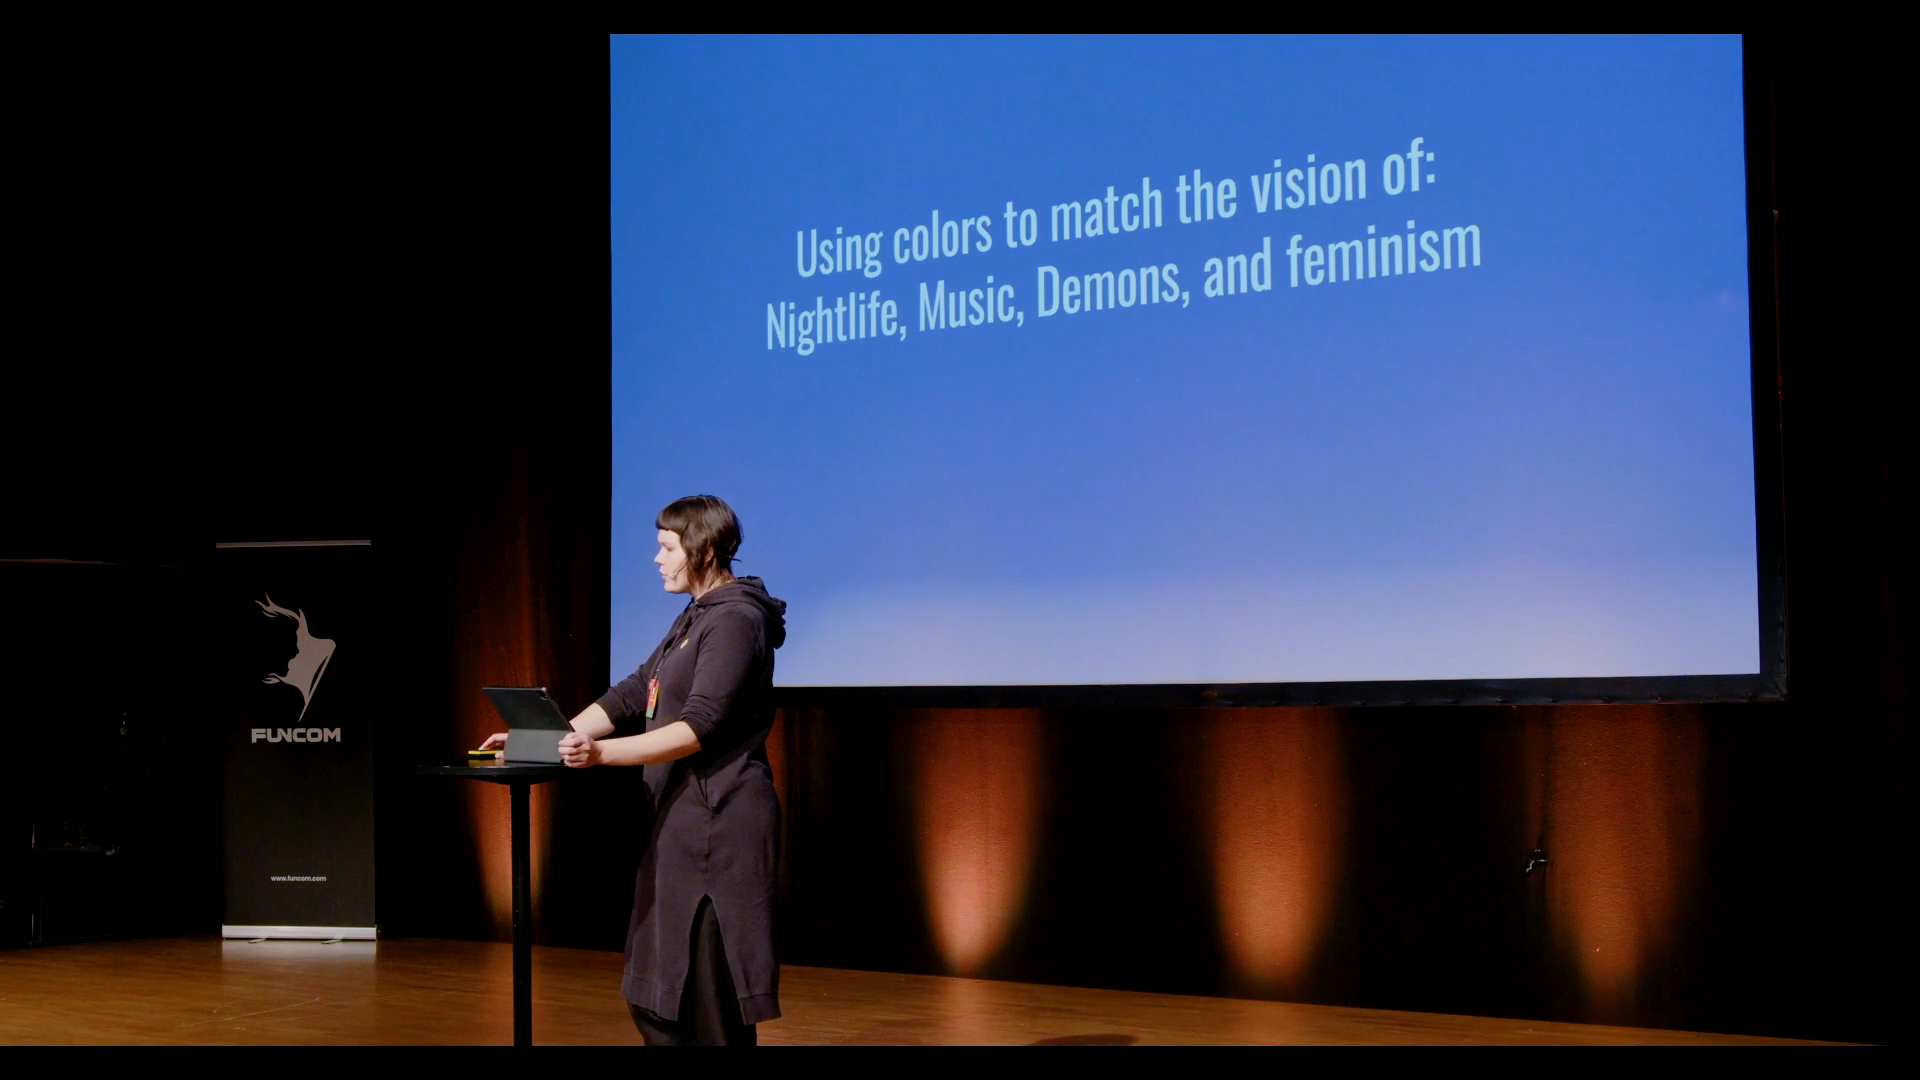 Using colors to match the vision of:
Nightlife, Music, Demons, and feminism
FUNCOM
www.funcom.com